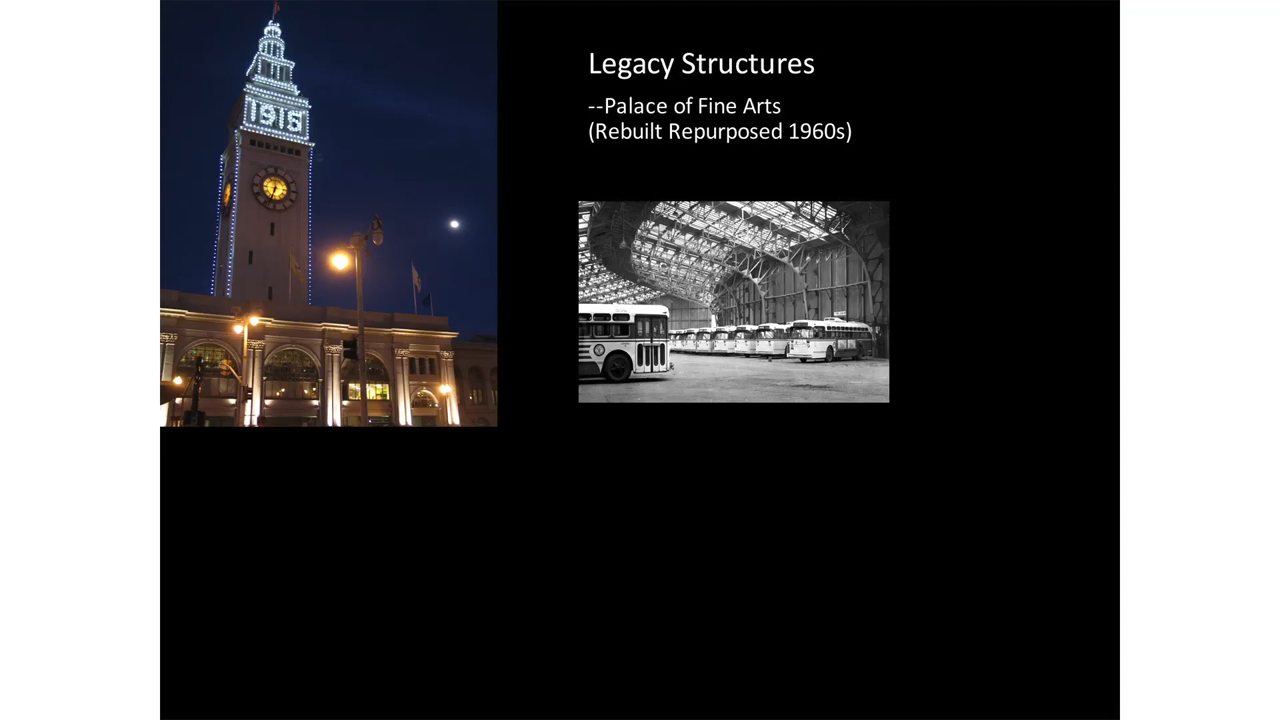 1915
Legacy Structures
--Palace of Fine Arts
(Rebuilt Repurposed 1960s)